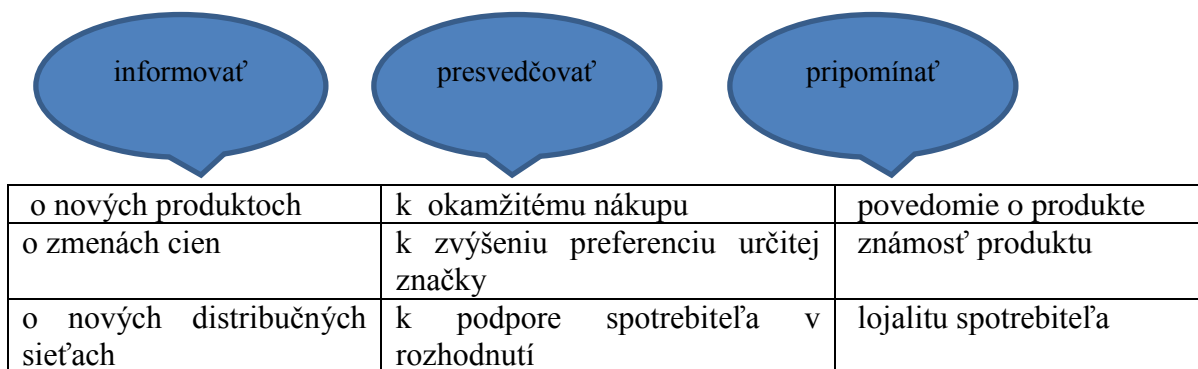 informovať
presvedčovať
pripomínať
o nových produktoch
k okamžitému nákupu
povedomie o produkte
o zmenách cien
k zvýšeniu preferenciu určitej
značky
známosť produktu
o nových distribučných
sieťach
k podpore spotrebiteľa v
rozhodnutí
lojalitu spotrebiteľa